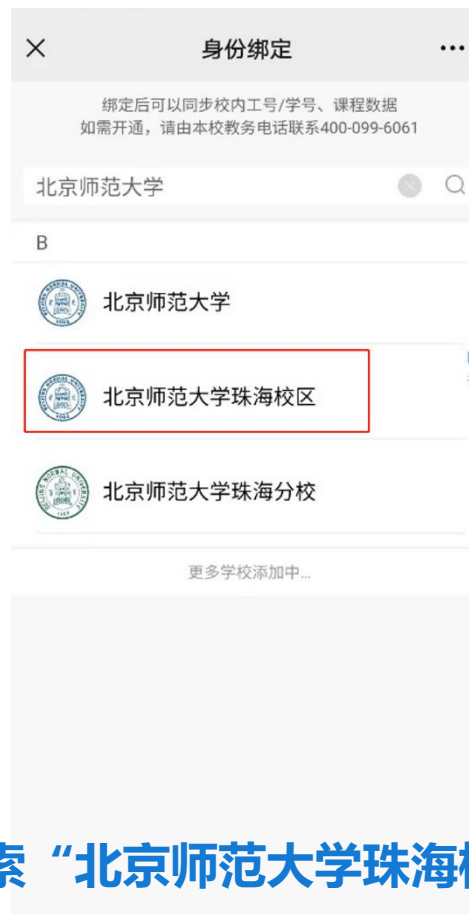 身份绑定
绑定后可以同步校内工号/学号、课程数据
如需开通，请由本校教务电话联系400-099-6061
北京师范大学
B
北京师范大学
北京师范大学珠海校区
北京师范大学珠海分校
更多学校添加中...
索“北京师范大学珠海校